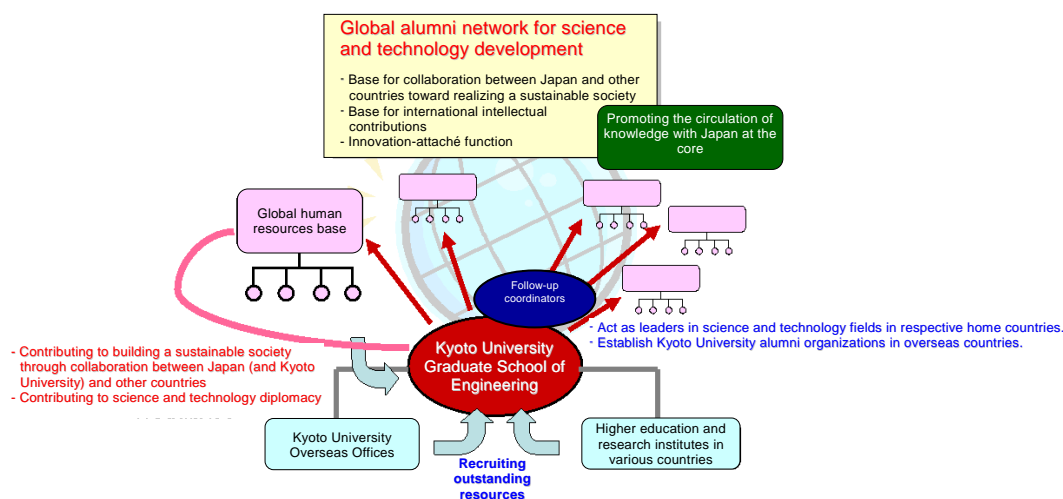 Global alumni network for science
and technology development
- Base for collaboration between Japan and other
countries toward realizing a sustainable society
- Base for international intellectual
contributions
- Innovation-attaché function
Promoting the circulation of
knowledge with Japan at the
core
Global human
resources base
Follow-up
coordinators
- Act as leaders in science and technology fields in respective home countries.
- Establish Kyoto University alumni organizations in overseas countries.
Kyoto University
Graduate School of
Engineering
- Contributing to building a sustainable society
through collaboration between Japan (and Kyoto
University) and other countries
- Contributing to science and technology diplomacy
Kyoto University
Overseas Offices
Recruiting
outstanding
resources
Higher education and
research institutes in
various countries